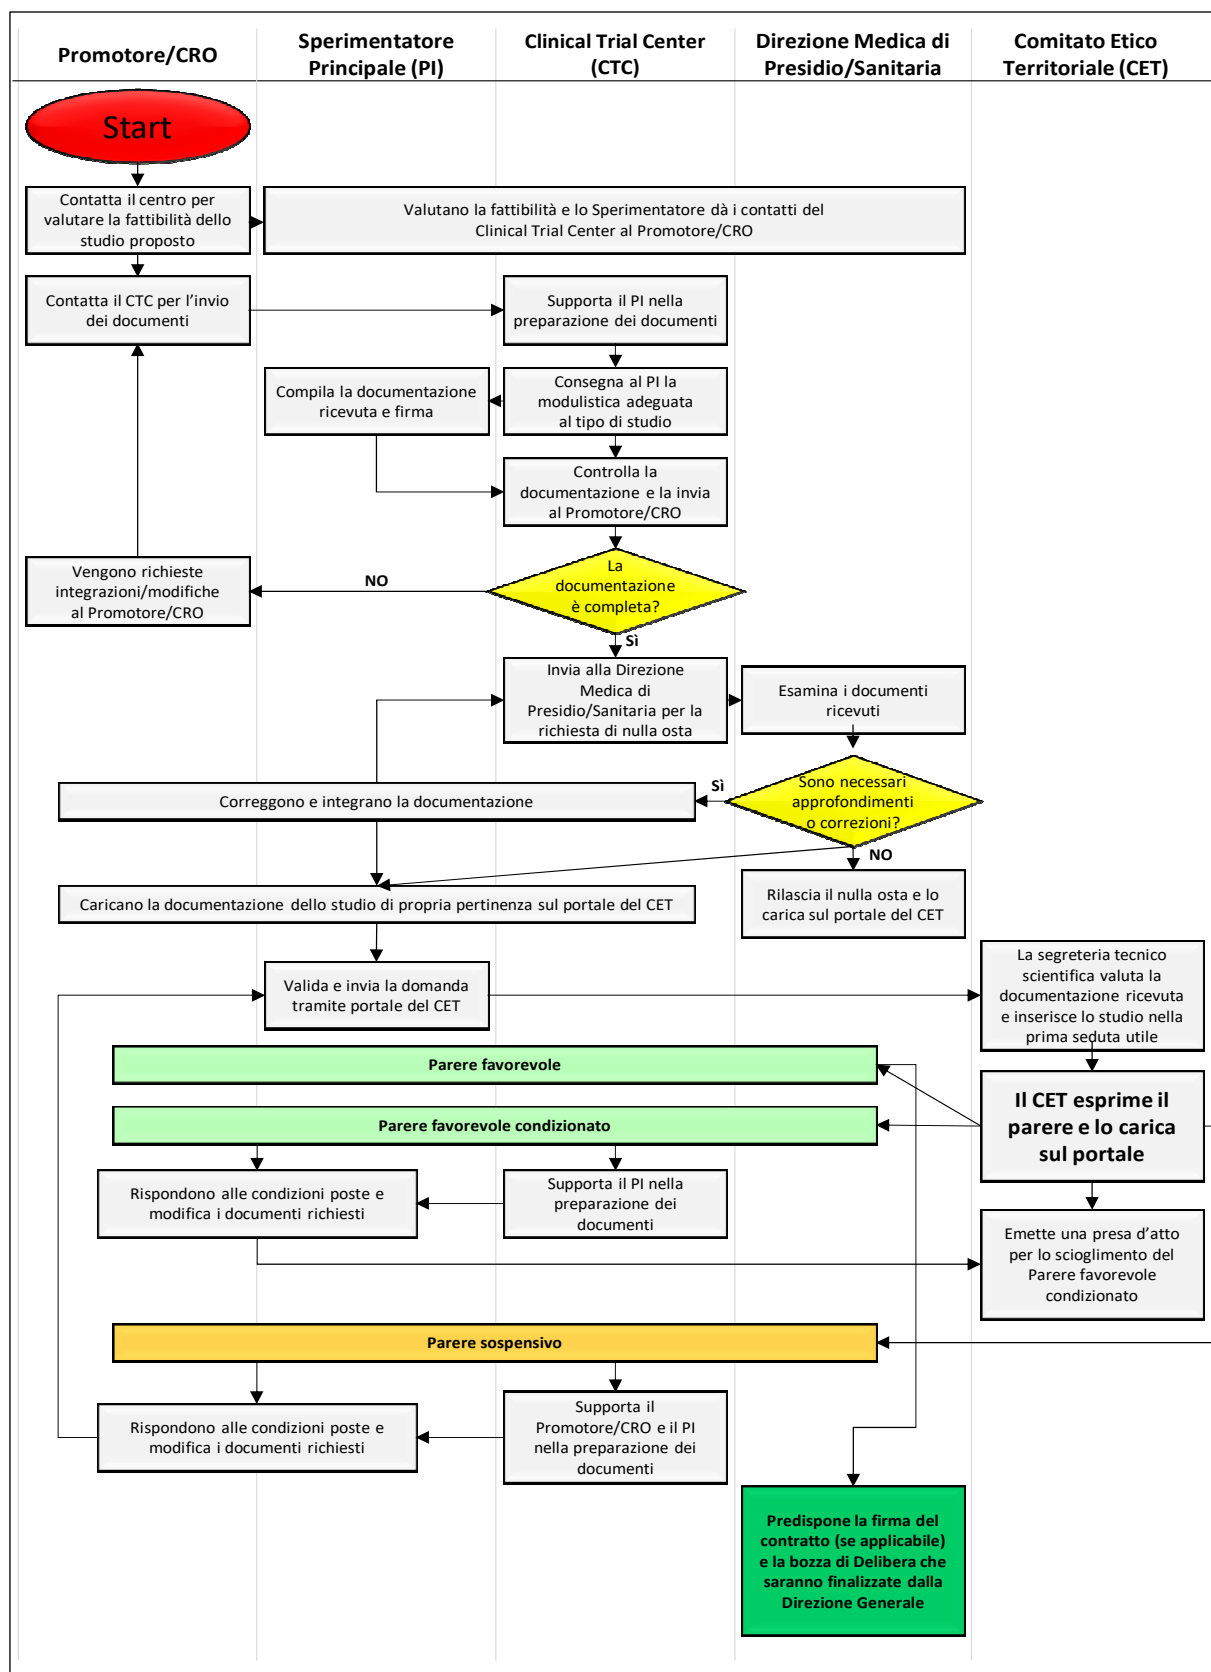 Promotore/CRO
Sperimentatore
Principale (PI)
Clinical Trial Center
(CTC)
Direzione Medica di
Presidio/Sanitaria
Comitato Etico
Territoriale (CET)
Start
Contatta il centro per
valutare la fattibilità dello
studio proposto
Valutano la fattibilità e lo Sperimentatore dà i contatti del
Clinical Trial Center al Promotore/CRO
Contatta il CTC per l'invio
dei documenti
Supporta il PI nella
preparazione dei documenti
Compila la documentazione
ricevuta e firma
Consegna al PI la
modulistica adeguata
al tipo di studio
Controlla la
documentazione e la invia
al Promotore/CRO
Vengono richieste
integrazioni/modifiche
al Promotore/CRO
NO
La
documentazione
è completa?
Sì
Invia alla Direzione
Medica di
Presidio/Sanitaria per la
richiesta di nulla osta
Esamina i documenti
ricevuti
Correggono e integrano la documentazione
Sì
Sono necessari
approfondimenti
o correzioni?
NO
Caricano la documentazione dello studio di propria pertinenza sul portale del CET
Rilascia il nulla osta e lo
carica sul portale del CET
Valida e invia la domanda
tramite portale del CET
La segreteria tecnico
scientifica valuta la
documentazione ricevuta
e inserisce lo studio nella
prima seduta utile
Parere favorevole
Il CET esprime il
parere e lo carica
sul portale
Parere favorevole condizionato
Rispondono alle condizioni poste e
modifica i documenti richiesti
Supporta il PI nella
preparazione dei
documenti
Emette una presa d'atto
per lo scioglimento del
Parere favorevole
condizionato
Parere sospensivo
Rispondono alle condizioni poste e
modifica i documenti richiesti
Supporta il
Promotore/CRO e il PI
nella preparazione dei
documenti
Predispone la firma del
contratto (se applicabile)
e la bozza di Delibera che
saranno finalizzate dalla
Direzione Generale